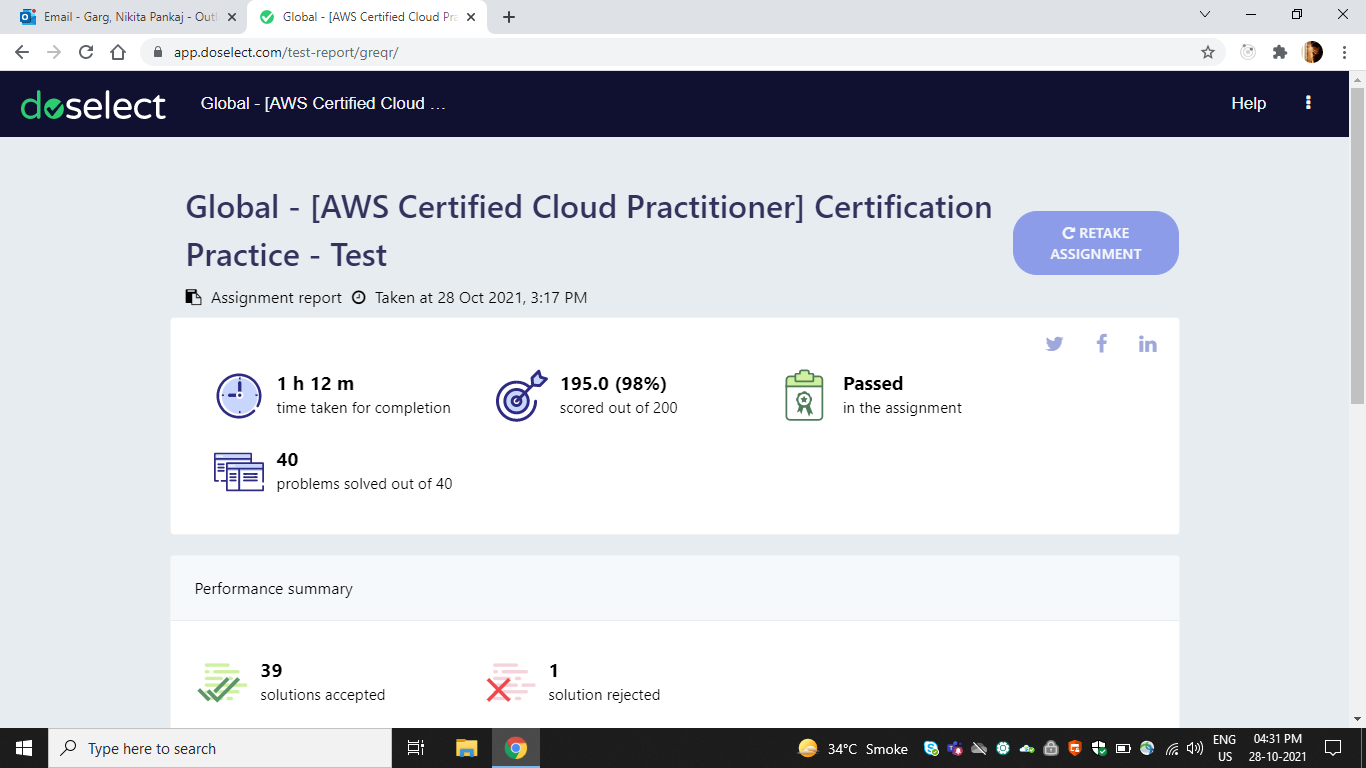 Email - Garg, Nikita Pankaj - Outl
Global - [AWS Certified Cloud Pra
app.doselect.com/test-report/greqr/
doselect
Global - [AWS Certified Cloud ...
Help
Global - [AWS Certified Cloud Practitioner] Certification
Practice - Test
RETAKE
ASSIGNMENT
Assignment report
Taken at 28 Oct 2021, 3:17 PM
1 h 12 m
time taken for completion
195.0 (98%)
scored out of 200
Passed
in the assignment
40
problems solved out of 40
Performance summary
39
solutions accepted
1
solution rejected
Type here to search
34°C Smoke
ENG
US
04:31 PM
28-10-2021